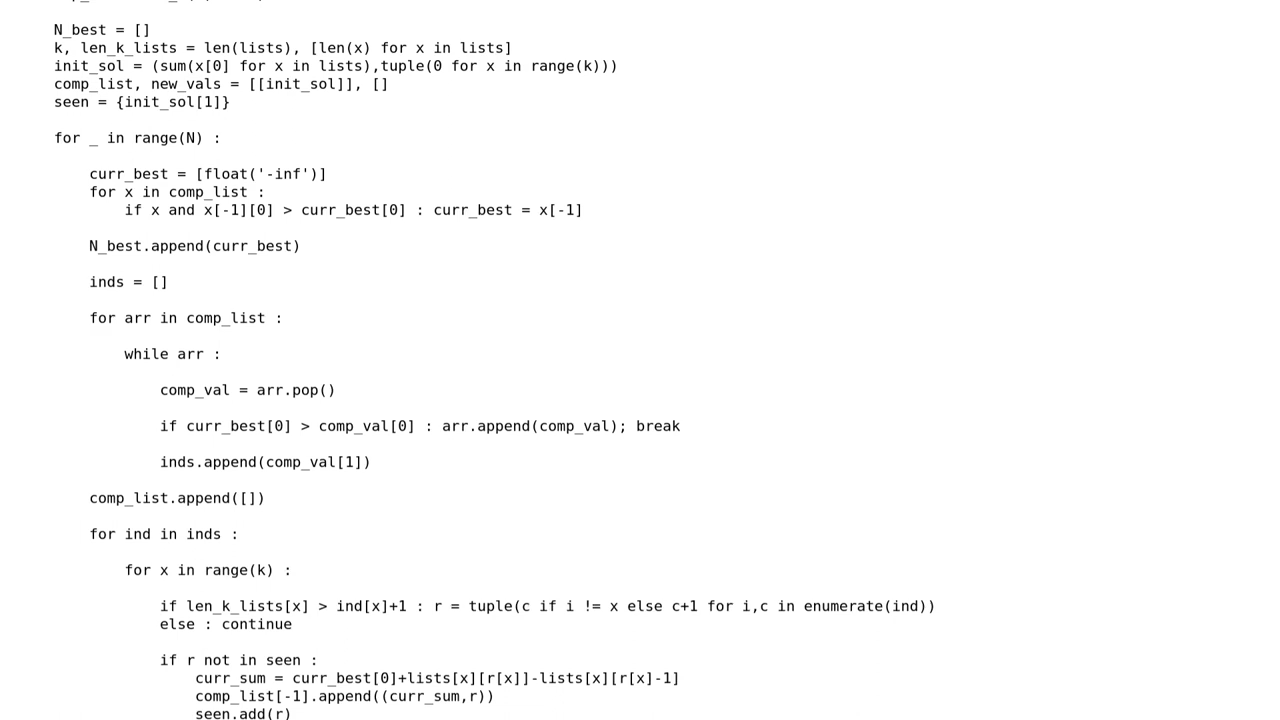 N_best = []
k, len_k_lists = len(lists), [len(x) for x in lists]
init_sol = (sum(x[0] for x in lists),tuple(0 for x in range(k)))
comp_list, new_vals = [[init_sol]], []
seen = {init_sol[1]}
for _ in range(N) :
curr_best = [float('-inf')]
for x in comp_list :
if x and x[-1][0] > curr_best[0] : curr_best = x[-1]
N_best.append(curr_best)
inds = []
for arr in comp_list :
while arr :
comp_val = arr.pop()
if curr_best[0] > comp_val[0] : arr.append(comp_val); break
inds.append(comp_val[1])
comp_list.append([])
for ind in inds :
for x in range(k) :
if len_k_lists[x] > ind[x]+1 : r = tuple(c if i != x else c+1 for i,c in enumerate(ind))
else : continue
if r not in seen :
curr_sum = curr_best[0]+lists[x][r[x]]-lists[x][r[x]-1]
comp_list[-1].append((curr_sum,r))
seen.add(r)